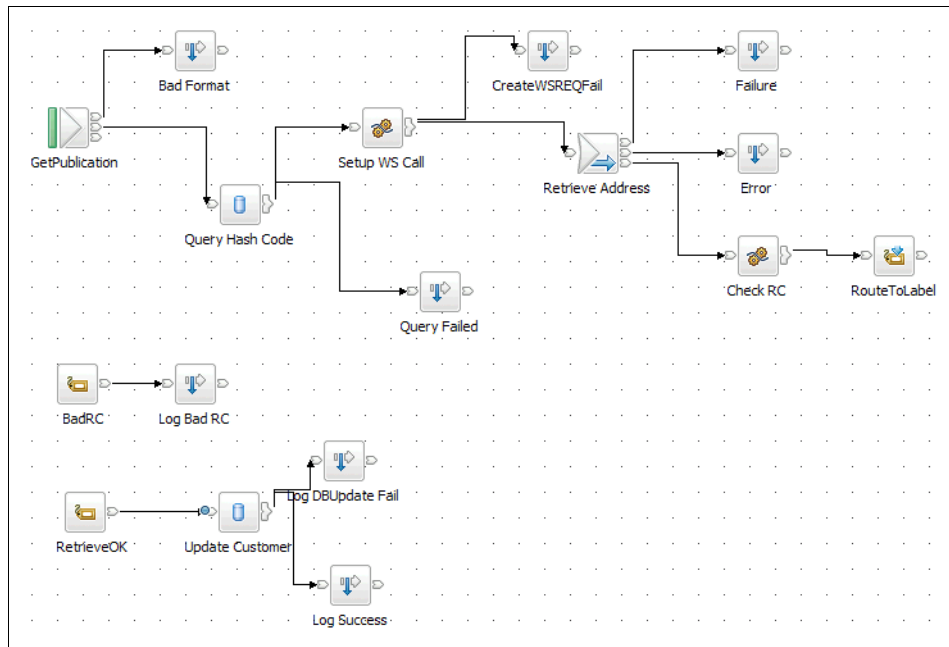 Bad Format
CreateWSREQFail
Failure
GetPublication
Setup WS Call
Retrieve Address
Error
Query Hash Code
Check RC
RouteToLabel
Query Failed
BadRC
Log Bad RC
Log DBUpdate Fail
RetrieveOK
Update Customer
Log Success